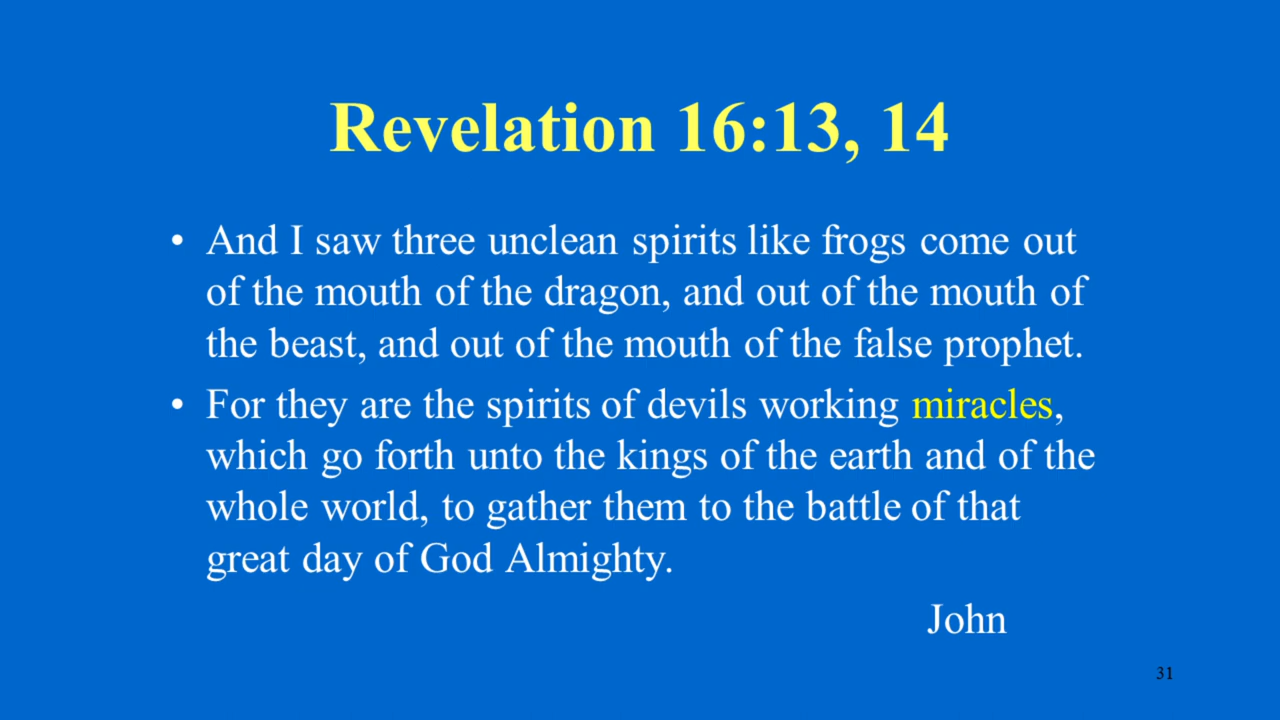 Revelation 16:13, 14
• And I saw three unclean spirits like frogs come out
of the mouth of the dragon, and out of the mouth of
the beast, and out of the mouth of the false prophet.
• For they are the spirits of devils working miracles,
which go forth unto the kings of the earth and of the
whole world, to gather them to the battle of that
great day of God Almighty.
John
31